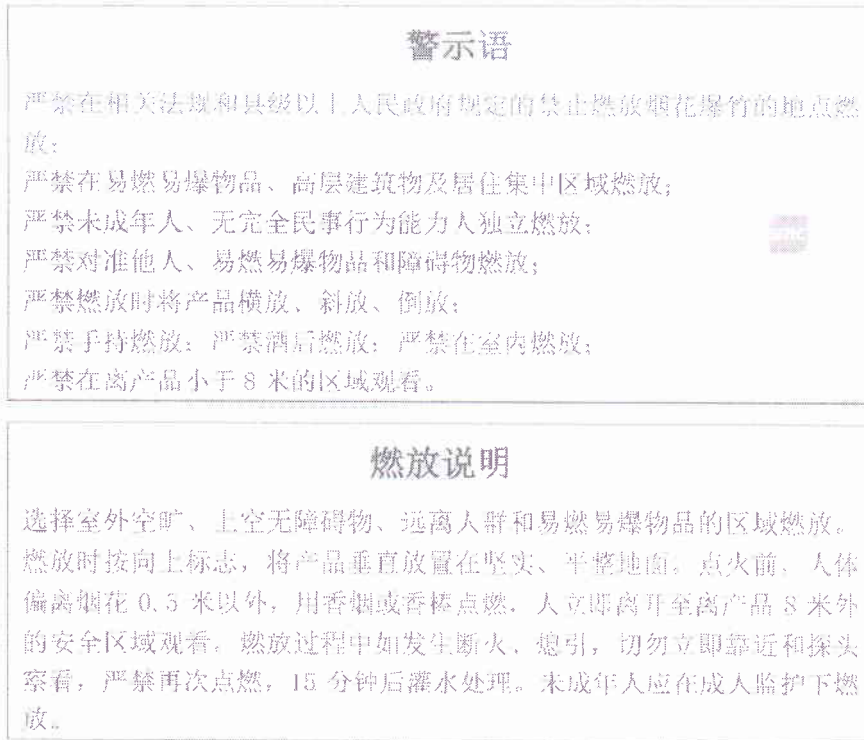 警示语
严禁在相关法规和县级以上人民政府规定的禁止燃放烟花爆竹的地点燃
放；
严禁在易燃易爆物品、高层建筑物及居住集中区域燃放；
严禁未成年人、无完全民事行为能力人独立燃放；
严禁对准他人、易燃易爆物品和障碍物燃放；
严禁燃放时将产品横放、斜放、倒放；
严禁手持燃放；严禁酒后燃放；严禁在室内燃放；
严禁在离产品小于 8 米的区域观看。
燃放说明
选择室外空旷、上空无障碍物、远离人群和易燃易爆物品的区域燃放。
燃放时按向上标志，将产品垂直放置在坚实、平整地面，点火前，人体
偏离烟花 0.5 米以外，用香烟或香棒点燃，人立即离开至离产品 8 米外
的安全区域观看。燃放过程中如发生断火、熄引，切勿立即靠近和探头
察看，严禁再次点燃，15 分钟后灌水处理。未成年人应在成人监护下燃
放。